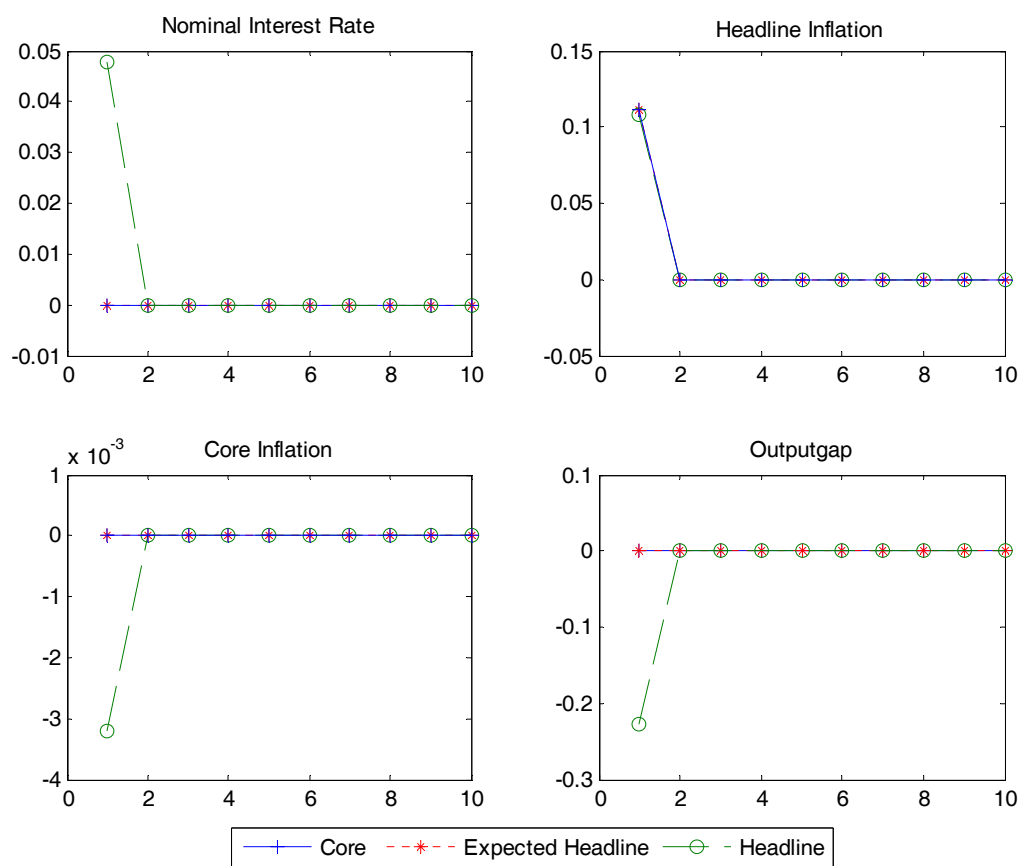 Nominal Interest Rate
0.05
0.04
0.03
0.02
0.01
0
-0.01
0 2 4 6 8 10
Headline Inflation
0.15
0.1
0.05
0
-0.05
0 2 4 6 8 10
Core Inflation
x 10^-3
1
0
-1
-2
-3
-4
0 2 4 6 8 10
Outputgap
0.1
0
-0.1
-0.2
-0.3
0 2 4 6 8 10
Core Expected Headline Headline